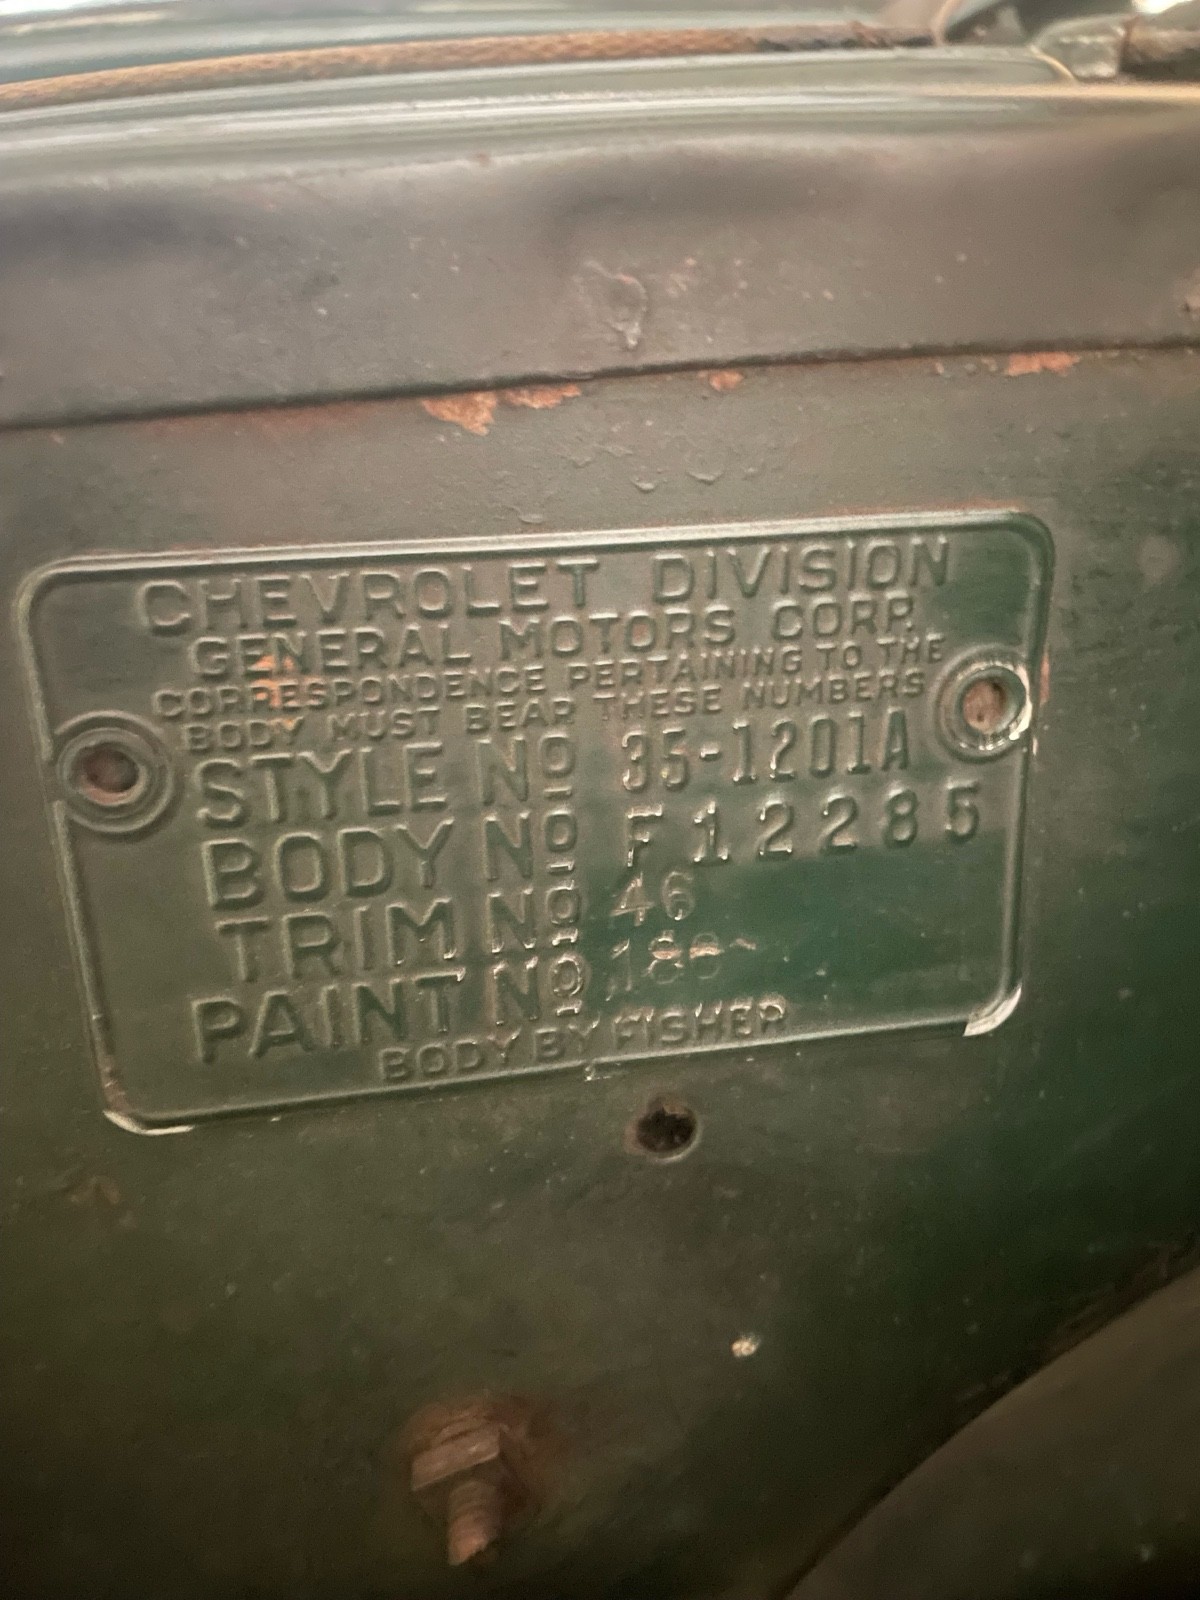 CHEVROLET DIVISION
GENERAL MOTORS CORP.
CORRESPONDENCE PERTAINING TO THE
BODY MUST BEAR THESE NUMBERS
STYLE Nº 35-1201A
BODY Nº F12285
TRIM Nº 46
PAINT Nº
BODY BY FISHER